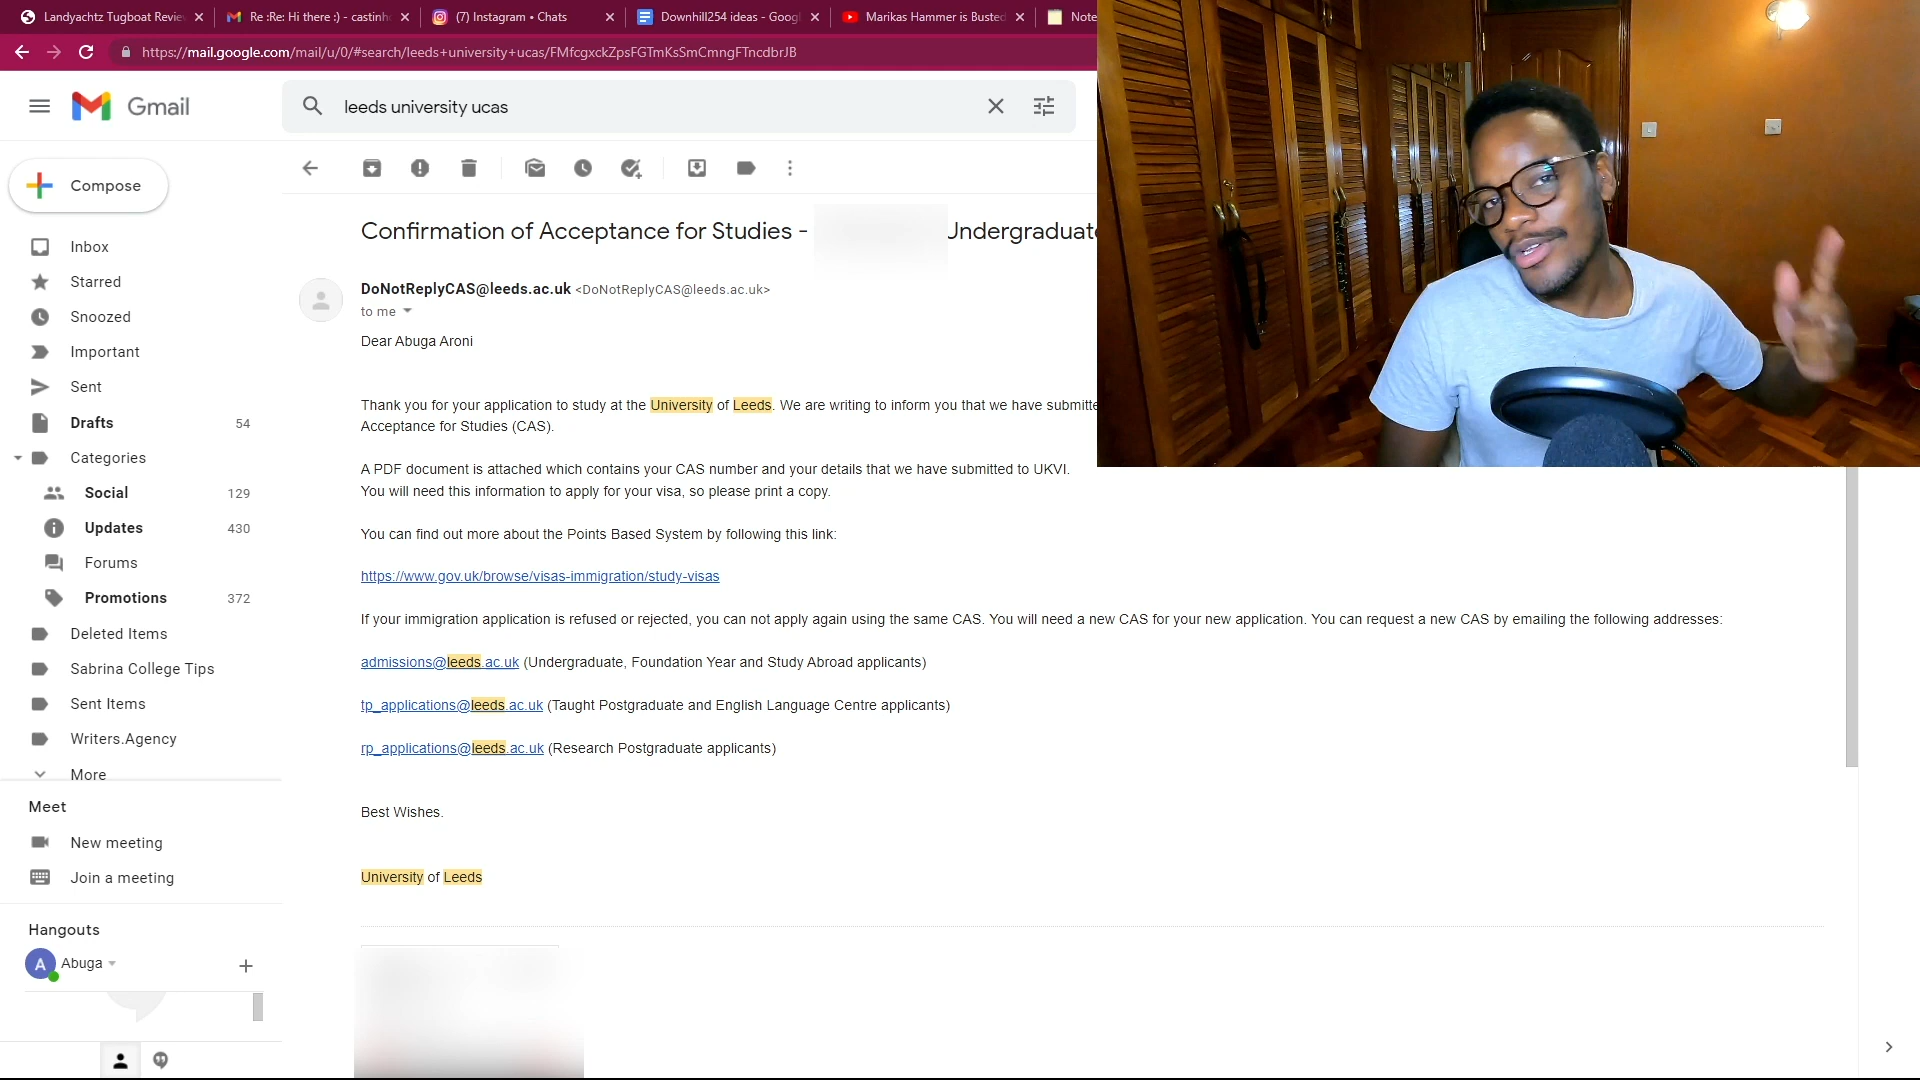 Landyachtz Tugboat Review
Re :Re: Hi there :) - castinh
(7) Instagram • Chats
Downhill254 ideas - Googl
Marikas Hammer is Busted
Note
https://mail.google.com/mail/u/0/#search/leeds+university+ucas/FMfcgxckZpsFGTmKsSmCmngFTncdbrJB
Gmail
leeds university ucas
Compose
Inbox
Starred
Snoozed
Important
Sent
Drafts 54
Categories
Social 129
Updates 430
Forums
Promotions 372
Deleted Items
Sabrina College Tips
Sent Items
Writers.Agency
More
Meet
New meeting
Join a meeting
Hangouts
A Abuga
Confirmation of Acceptance for Studies - Undergraduate
DoNotReplyCAS@leeds.ac.uk <DoNotReplyCAS@leeds.ac.uk>
to me
Dear Abuga Aroni
Thank you for your application to study at the University of Leeds. We are writing to inform you that we have submitte
Acceptance for Studies (CAS).
A PDF document is attached which contains your CAS number and your details that we have submitted to UKVI.
You will need this information to apply for your visa, so please print a copy.
You can find out more about the Points Based System by following this link:
https://www.gov.uk/browse/visas-immigration/study-visas
If your immigration application is refused or rejected, you can not apply again using the same CAS. You will need a new CAS for your new application. You can request a new CAS by emailing the following addresses:
admissions@leeds.ac.uk (Undergraduate, Foundation Year and Study Abroad applicants)
tp_applications@leeds.ac.uk (Taught Postgraduate and English Language Centre applicants)
rp_applications@leeds.ac.uk (Research Postgraduate applicants)
Best Wishes.
University of Leeds